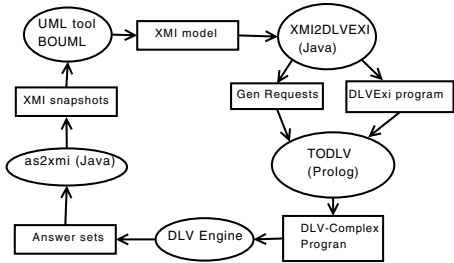 UML tool
BOUML
XMI model
XMI2DLVEXI
(Java)
XMI snapshots
Gen Requests
DLVExi program
as2xmi (Java)
TODLV
(Prolog)
Answer sets
DLV Engine
DLV-Complex
Progran